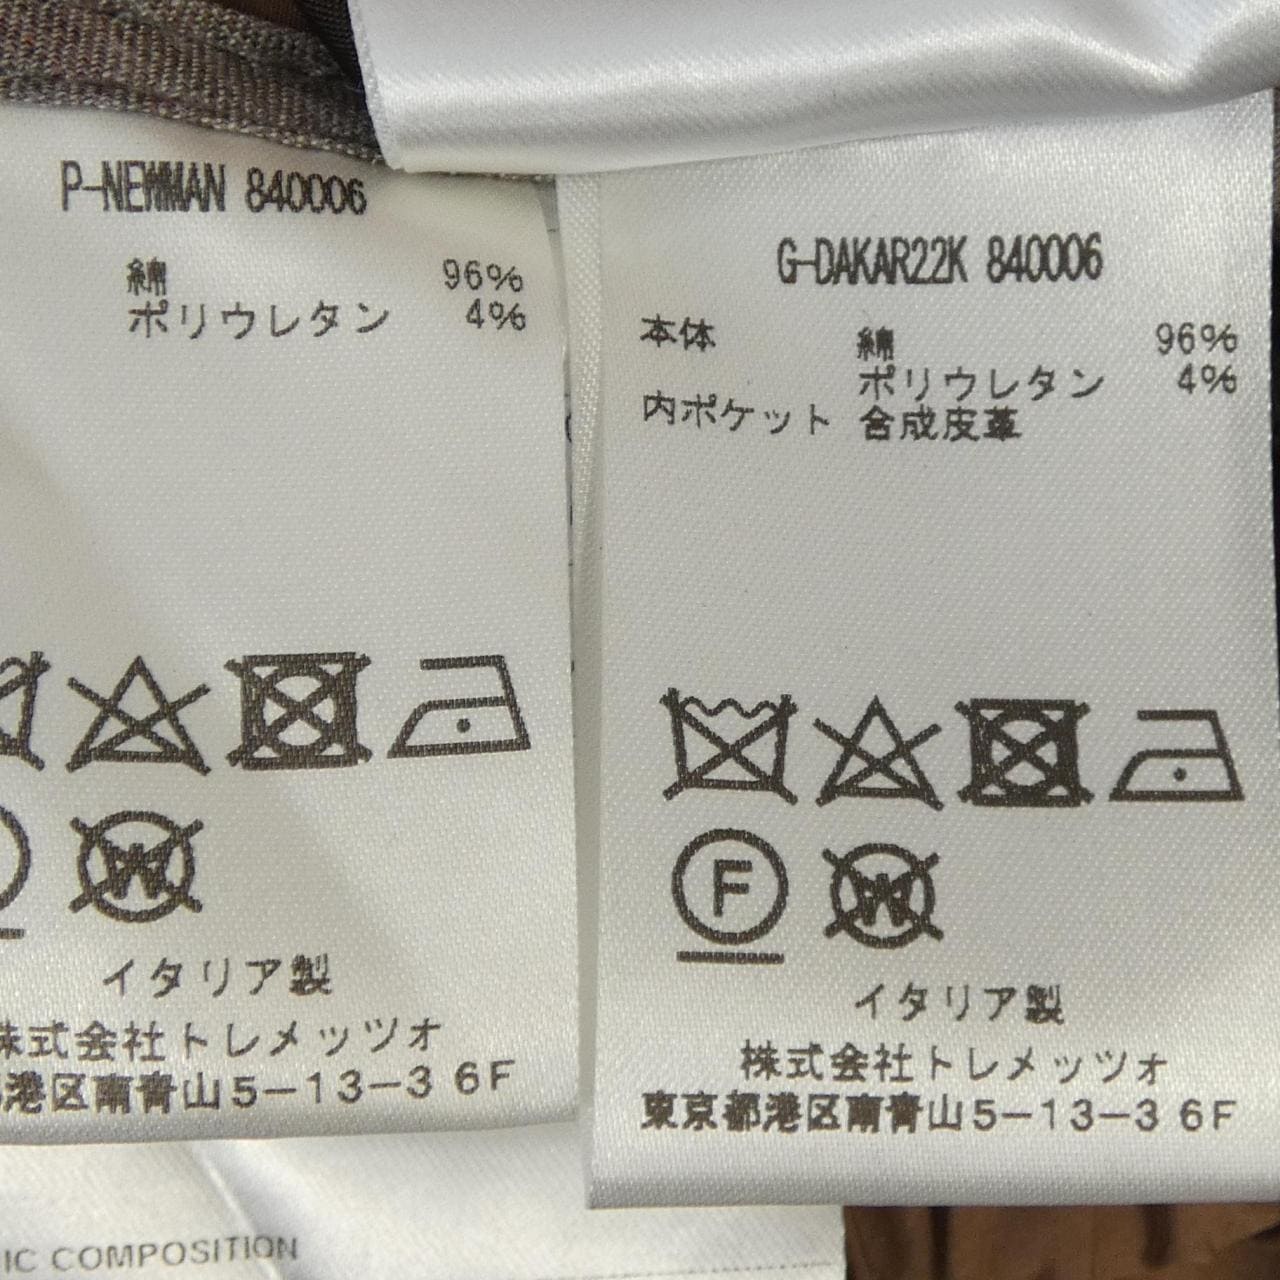 P-NEWMAN 840006
綿 96%
ポリウレタン 4%
イタリア製
株式会社トレメッツォ
港区南青山5-13-3 6F
G-DAKAR22K 840006
本体 綿 96%
ポリウレタン 4%
内ポケット 合成皮革
F
W
W
イタリア製
株式会社トレメッツォ
東京都港区南青山5-13-3 6F
IC COMPOSITION